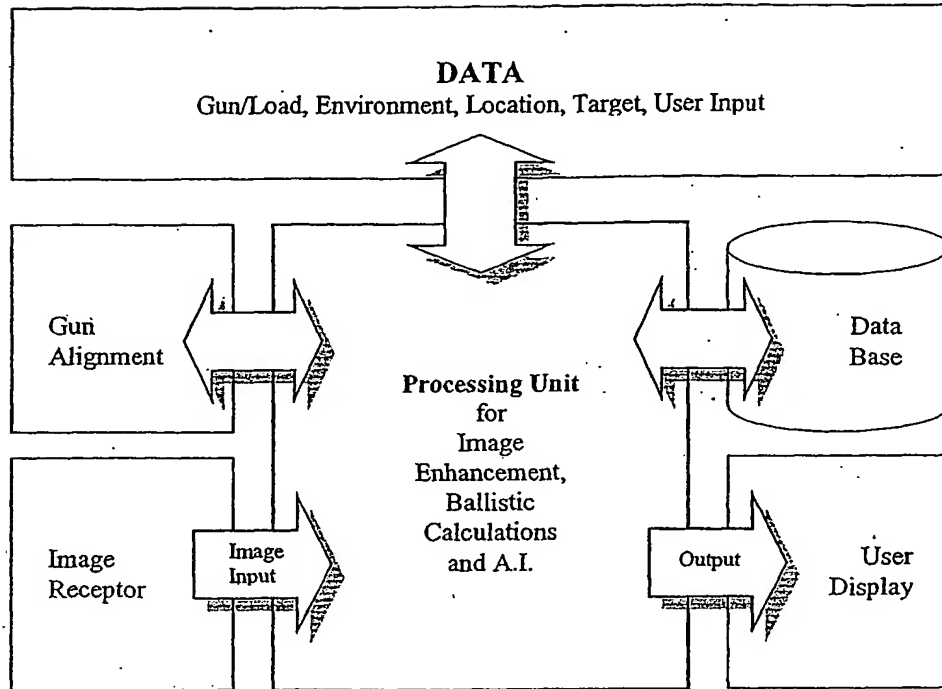 DATA
Gun/Load, Environment, Location, Target, User Input
Gun
Alignment
Data
Base
Processing Unit
for
Image
Enhancement,
Ballistic
Calculations
and A.I.
Image
Receptor
Image
Input
Output
User
Display